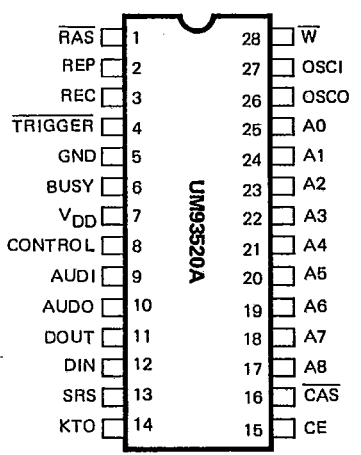 RAS 1 28 W
REP 2 27 OSCI
REC 3 26 OSCO
TRIGGER 4 25 A0
GND 5 24 A1
BUSY 6 23 A2
VDD 7 22 A3
CONTROL 8 21 A4
AUDI 9 20 A5
AUDO 10 19 A6
DOUT 11 18 A7
DIN 12 17 A8
SRS 13 16 CAS
KTO 14 15 CE
UM93520A